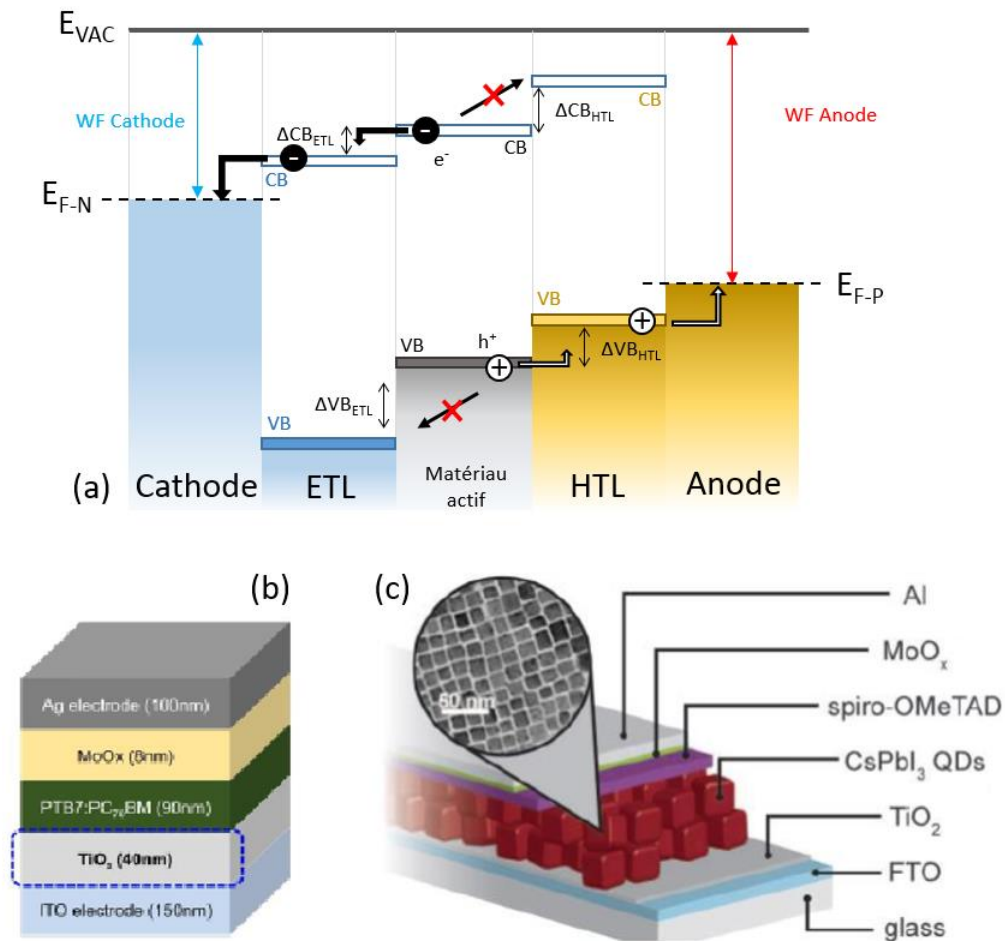 E_VAC
WF Cathode
ΔCB_ETL
e⁻
CB
CB
ΔCB_HTL
CB
WF Anode
E_F-N
E_F-P
VB
VB
h⁺
ΔVB_HTL
ΔVB_ETL
VB
(a)
Cathode
ETL
Matériau
actif
HTL
Anode
(b)
Ag electrode (100nm)
MoOx (8nm)
PTB7:PC₇₀BM (90nm)
TiO₂ (40nm)
ITO electrode (150nm)
(c)
60 nm
Al
MoOₓ
spiro-OMeTAD
CsPbI₃ QDs
TiO₂
FTO
glass